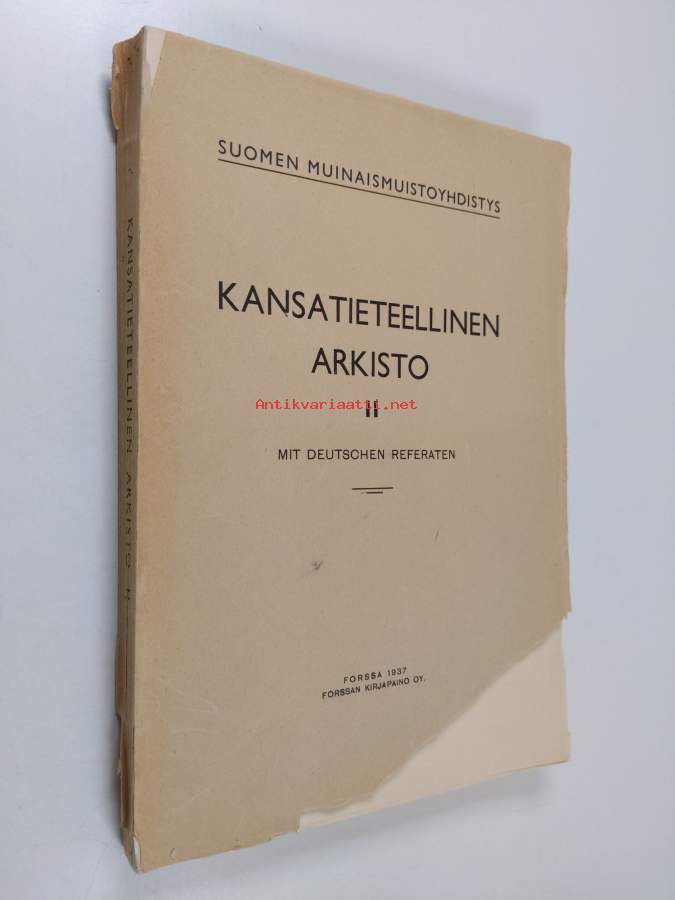 SUOMEN MUINAISMUISTOYHDISTYS
KANSATIETEELLINEN
ARKISTO
II
Antikvariaatti.net
MIT DEUTSCHEN REFERATEN
FORSSA 1937
FORSSAN KIRJAPAINO OY.
KANSATIETEELLINEN ARKISTO II